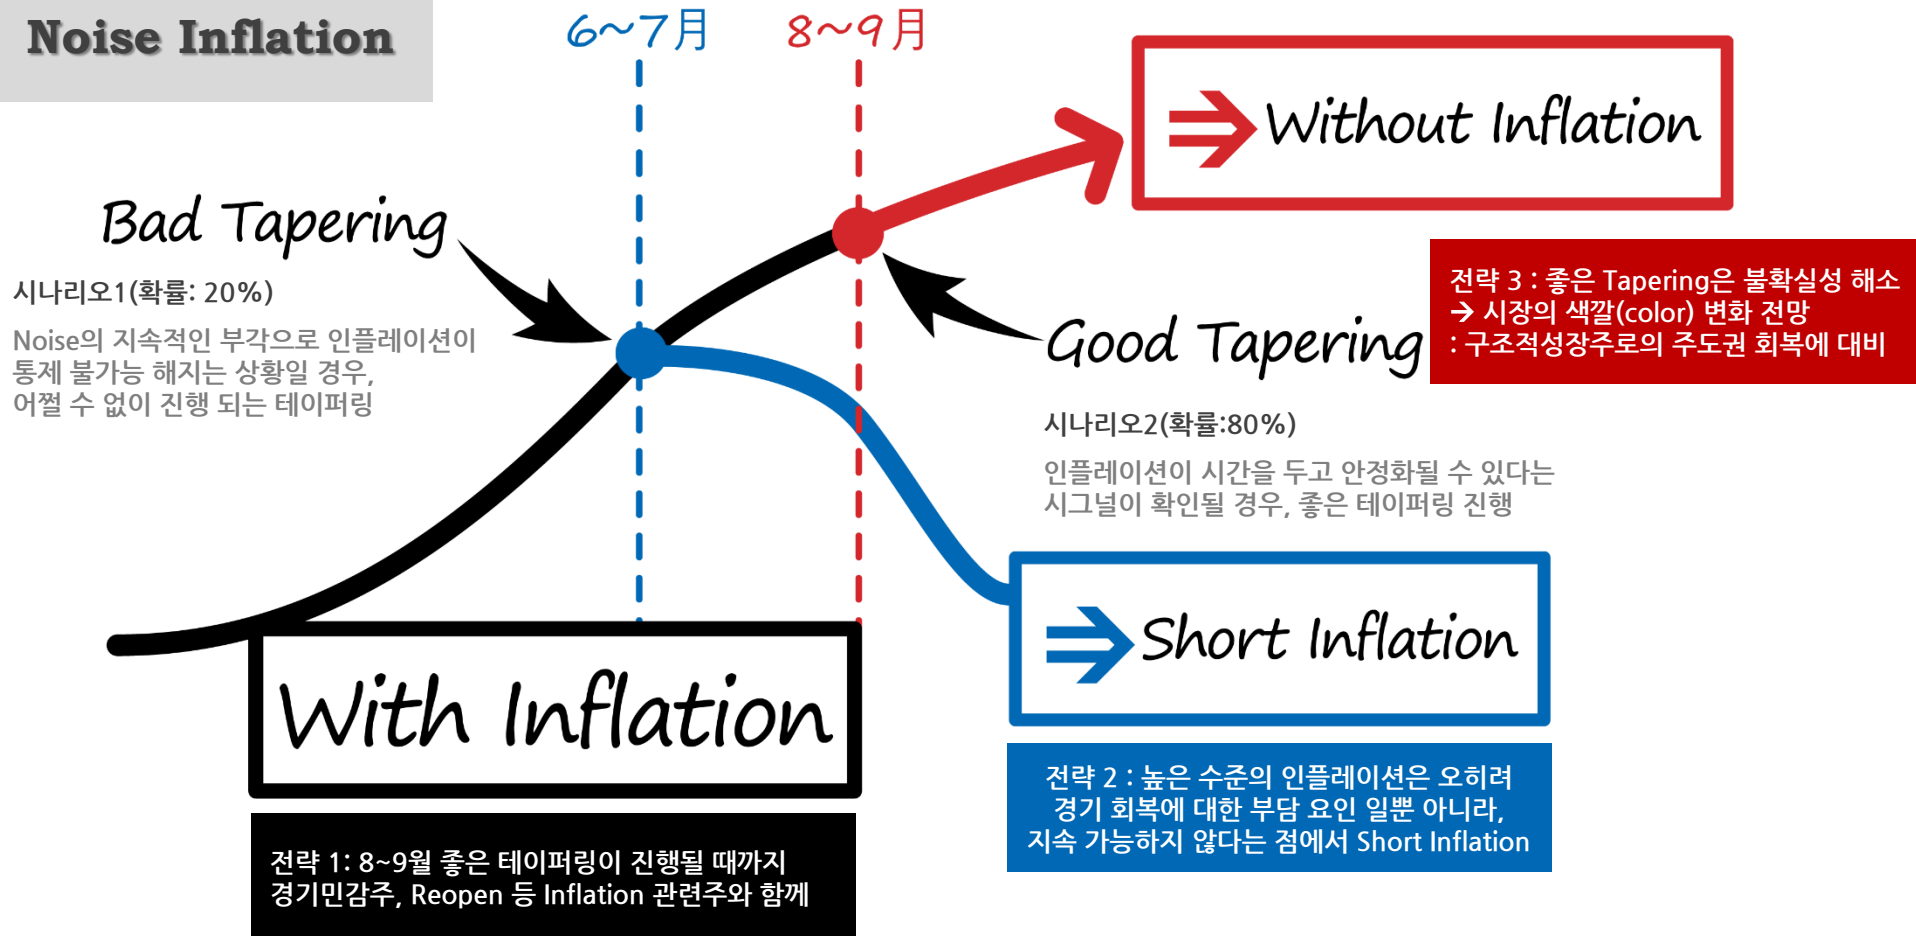 Noise Inflation
6~7月
8~9月
⇒ Without Inflation
Bad Tapering
시나리오1(확률: 20%)
Noise의 지속적인 부각으로 인플레이션이
통제 불가능 해지는 상황일 경우,
어쩔 수 없이 진행 되는 테이퍼링
전략 3 : 좋은 Tapering은 불확실성 해소
→ 시장의 색깔(color) 변화 전망
: 구조적성장주로의 주도권 회복에 대비
Good Tapering
시나리오2(확률:80%)
인플레이션이 시간을 두고 안정화될 수 있다는
시그널이 확인될 경우, 좋은 테이퍼링 진행
⇒ Short Inflation
With Inflation
전략 2 : 높은 수준의 인플레이션은 오히려
경기 회복에 대한 부담 요인 일뿐 아니라,
지속 가능하지 않다는 점에서 Short Inflation
전략 1: 8~9월 좋은 테이퍼링이 진행될 때까지
경기민감주, Reopen 등 Inflation 관련주와 함께